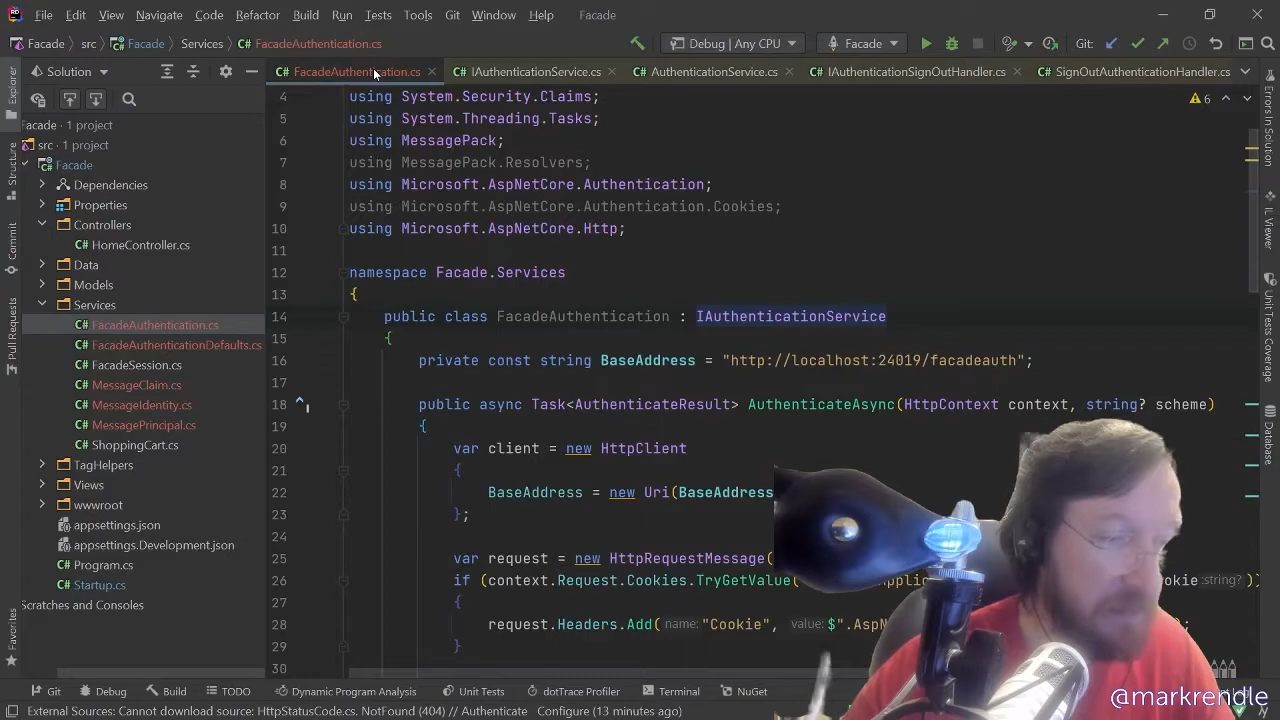 File Edit View Navigate Code Refactor Build Run Tests Tools Git Window Help Facade
Facade src Facade Services C# FacadeAuthentication.cs Debug | Any CPU Facade Git:
Solution
C# FacadeAuthentication.cs C# IAuthenticationService.cs C# AuthenticationService.cs C# IAuthenticationSignOutHandler.cs C# SignOutAuthenticationHandler.cs
Explorer
Structure
Commit
Pull Requests
Favorites
Facade · 1 project
src · 1 project
Facade
Dependencies
Properties
Controllers
C# HomeController.cs
Data
Models
Services
C# FacadeAuthentication.cs
C# FacadeAuthenticationDefaults.cs
C# FacadeSession.cs
C# MessageClaim.cs
C# MessageIdentity.cs
C# MessagePrincipal.cs
C# ShoppingCart.cs
TagHelpers
Views
wwwroot
appsettings.json
appsettings.Development.json
C# Program.cs
C# Startup.cs
Scratches and Consoles
6
4 using System.Security.Claims;
5 using System.Threading.Tasks;
6 using MessagePack;
7 using MessagePack.Resolvers;
8 using Microsoft.AspNetCore.Authentication;
9 using Microsoft.AspNetCore.Authentication.Cookies;
10 using Microsoft.AspNetCore.Http;
11
12 namespace Facade.Services
13 {
14 public class FacadeAuthentication : IAuthenticationService
15 {
16 private const string BaseAddress = "http://localhost:24019/facadeauth";
17
18 public async Task<AuthenticateResult> AuthenticateAsync(HttpContext context, string? scheme)
19 {
20 var client = new HttpClient
21 {
22 BaseAddress = new Uri(BaseAddress
23 };
24
25 var request = new HttpRequestMessage(
26 if (context.Request.Cookies.TryGetValue( string? ))
27 {
28 request.Headers.Add( name: "Cookie", value: $".AspN
29 }
30
Errors In Solution
IL Viewer
Unit Tests Coverage
Database
Git Debug Build TODO Dynamic Program Analysis Unit Tests dotTrace Profiler Terminal NuGet
External Sources: Cannot download source: HttpStatusCode.cs. NotFound (404) // Authenticate Configure (13 minutes ago)
@markrendle